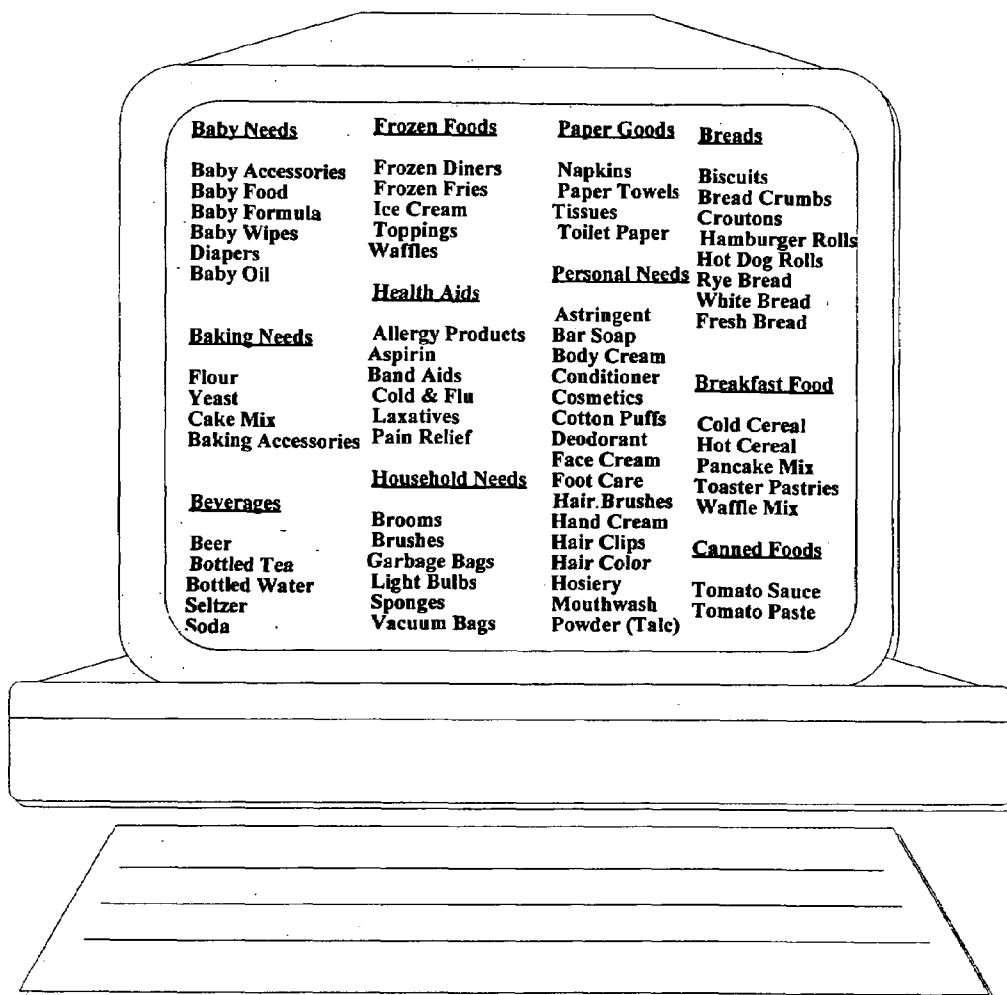 Baby Needs
Baby Accessories
Baby Food
Baby Formula
Baby Wipes
Diapers
Baby Oil
Baking Needs
Flour
Yeast
Cake Mix
Baking Accessories
Beverages
Beer
Bottled Tea
Bottled Water
Seltzer
Soda
Frozen Foods
Frozen Diners
Frozen Fries
Ice Cream
Toppings
Waffles
Health Aids
Allergy Products
Aspirin
Band Aids
Cold & Flu
Laxatives
Pain Relief
Household Needs
Brooms
Brushes
Garbage Bags
Light Bulbs
Sponges
Vacuum Bags
Paper Goods
Napkins
Paper Towels
Tissues
Toilet Paper
Personal Needs
Astringent
Bar Soap
Body Cream
Conditioner
Cosmetics
Cotton Puffs
Deodorant
Face Cream
Foot Care
Hair Brushes
Hand Cream
Hair Clips
Hair Color
Hosiery
Mouthwash
Powder (Talc)
Breads
Biscuits
Bread Crumbs
Croutons
Hamburger Rolls
Hot Dog Rolls
Rye Bread
White Bread
Fresh Bread
Breakfast Food
Cold Cereal
Hot Cereal
Pancake Mix
Toaster Pastries
Waffle Mix
Canned Foods
Tomato Sauce
Tomato Paste